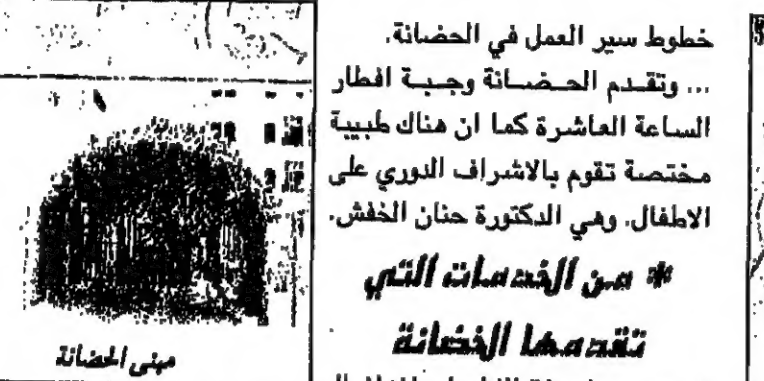 خطوط سير العمل في الحضانة.
... وتقدم الحضانة وجبة افطار
الساعة العاشرة كما ان هناك طبيبة
مختصة تقوم بالاشراف الدوري على
الاطفال. وهي الدكتورة حنان الخفش.
* من الخدمات التي
تقدمها الحضانة
مبنى الحضانة